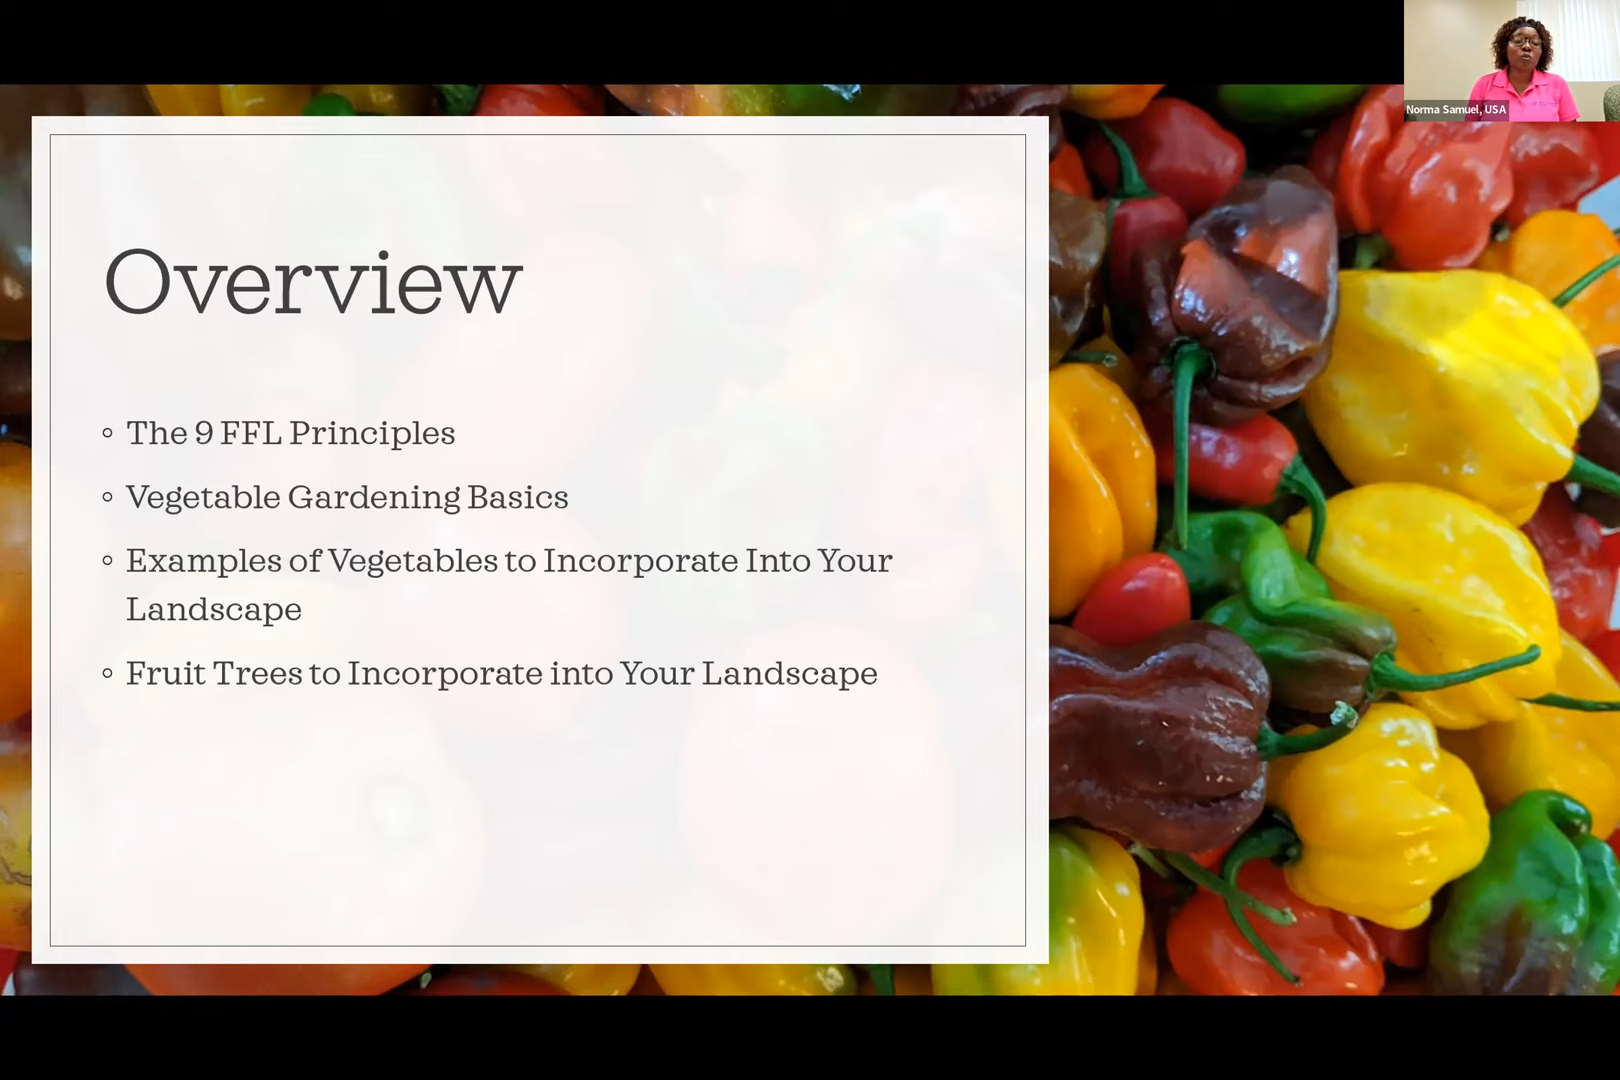 Norma Samuel, USA
Overview
◦ The 9 FFL Principles
◦ Vegetable Gardening Basics
◦ Examples of Vegetables to Incorporate Into Your
Landscape
◦ Fruit Trees to Incorporate into Your Landscape